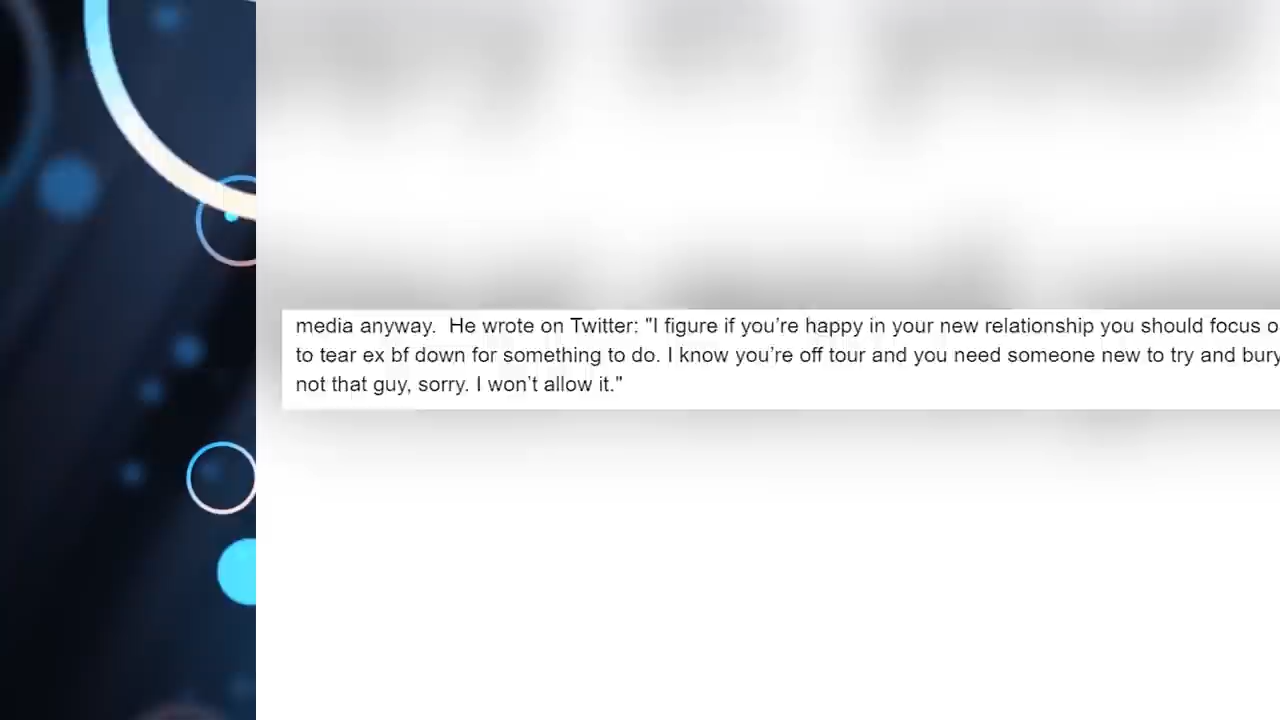 media anyway.  He wrote on Twitter: "I figure if you’re happy in your new relationship you should focus
to tear ex bf down for something to do. I know you’re off tour and you need someone new to try and bury
not that guy, sorry. I won’t allow it."